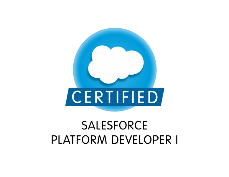 CERTIFIED
SALESFORCE
PLATFORM DEVELOPER I